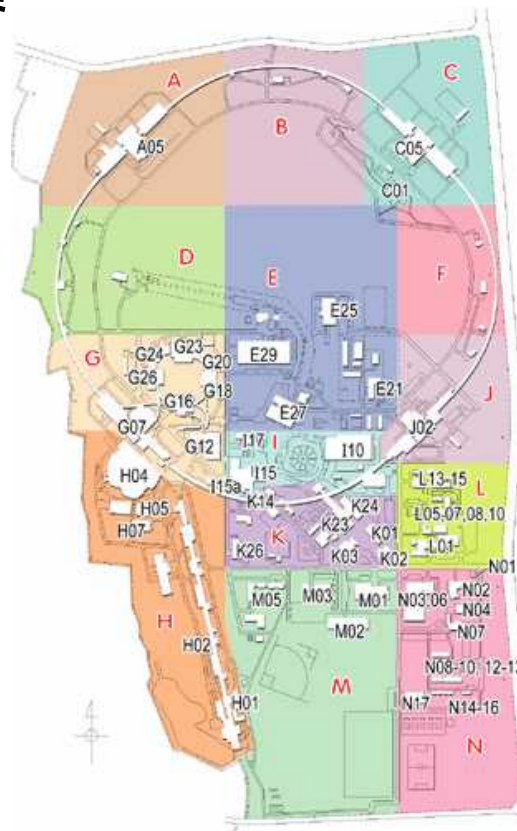 A
B
C
A05
C05
C01
D
E
F
E25
G
G23
G24
G20
E29
G26
G18
E21
G16
E27
J
G07
J02
G12
I17
I
I10
H04
I15
I15a
L13-15
L
K14
K24
H05
L05,07,08,10
H07
K23
K01
K
L01-
K26
K03
K02
N01
M05
M03
M01
N03
06
N02
N04
H
M02
N07
H02
N08-10, 12-13
M
H01
N17
N14-16
N